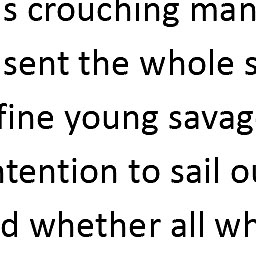 s crouching man
sent the whole s
fine young savag
ntention to sail ou
d whether all wh